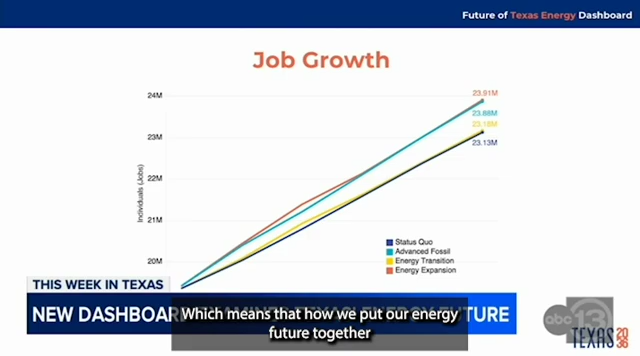 Future of Texas Energy Dashboard
Job Growth
24M
23M
22M
21M
20M
Individuals (Jobs)
23.91M
23.88M
23.18M
23.13M
Status Quo
Advanced Fossil
Energy Transition
Energy Expansion
THIS WEEK IN TEXAS
NEW DASHBOARD
FUTURE
Which means that how we put our energy
future together
abc 13
TEXAS 2036